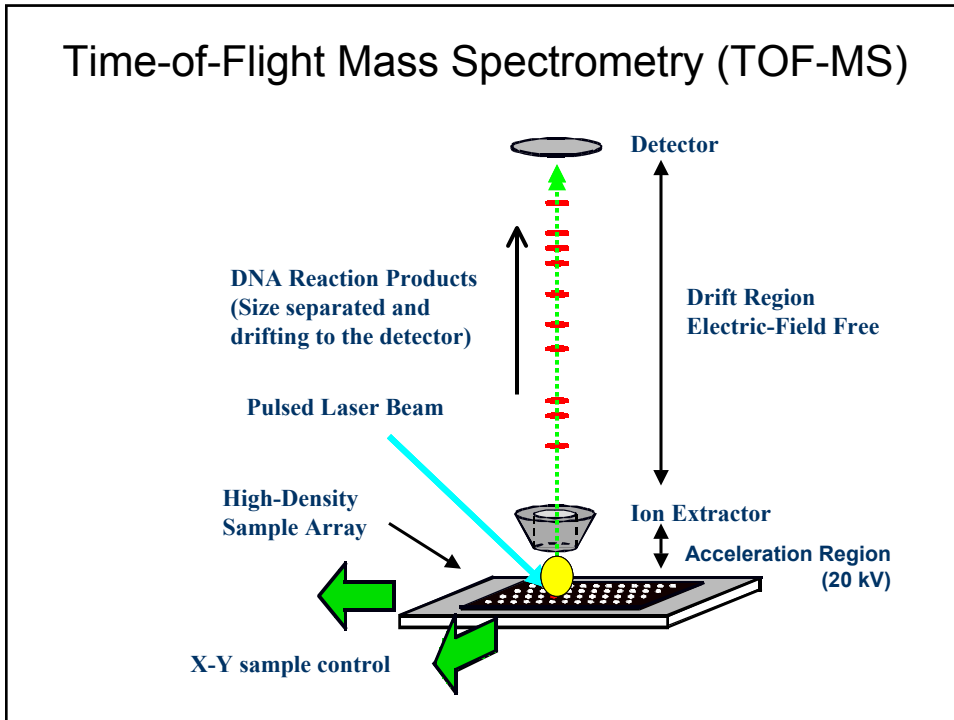 Time-of-Flight Mass Spectrometry (TOF-MS)
Detector
DNA Reaction Products
(Size separated and
drifting to the detector)
Drift Region
Electric-Field Free
Pulsed Laser Beam
High-Density
Sample Array
Ion Extractor
Acceleration Region
(20 kV)
X-Y sample control